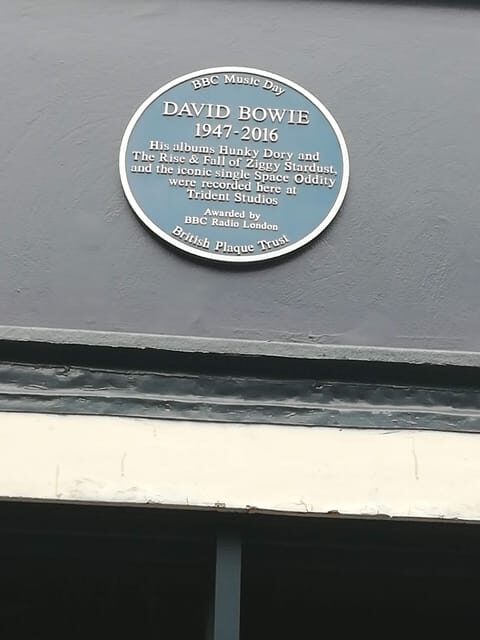 BBC Music Day
DAVID BOWIE
1947-2016
His albums Hunky Dory and
The Rise & Fall of Ziggy Stardust,
and the iconic single Space Oddity
were recorded here at
Trident Studios
Awarded by
BBC Radio London
British Plaque Trust